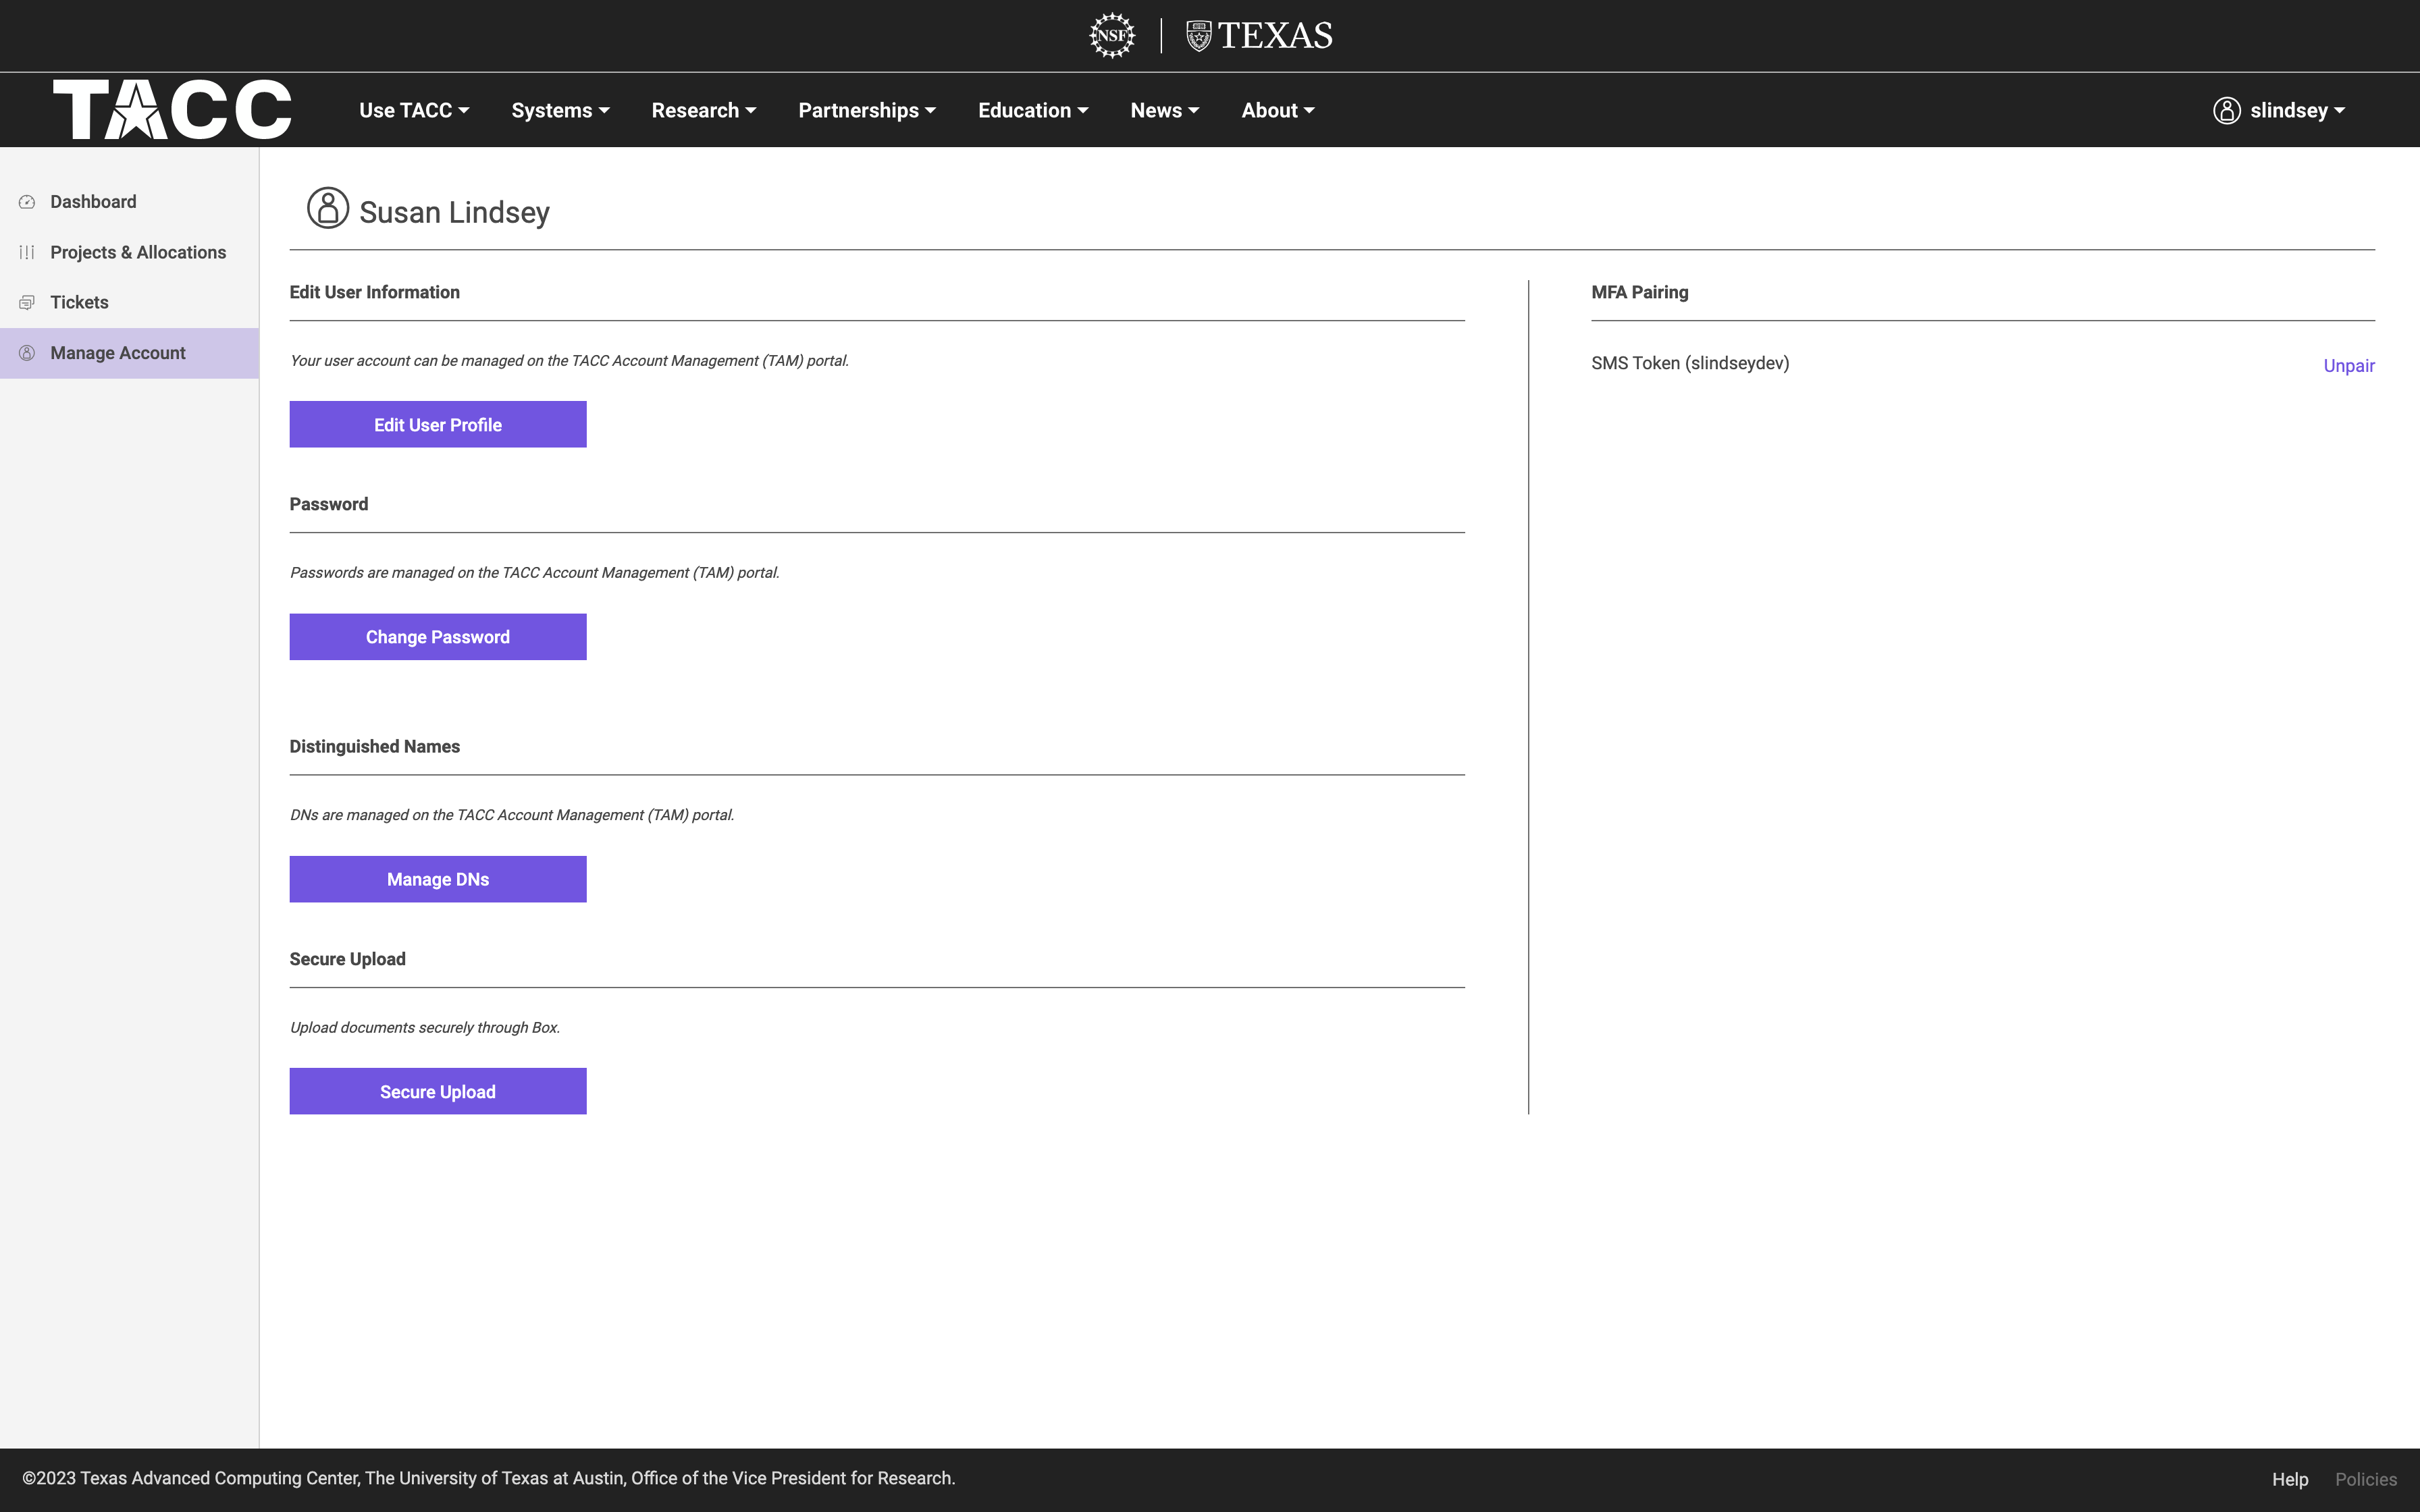 NSF
TEXAS
TACC
Use TACC
Systems
Research
Partnerships
Education
News
About
slindsey
Dashboard
Projects & Allocations
Tickets
Manage Account
Susan Lindsey
Edit User Information
Your user account can be managed on the TACC Account Management (TAM) portal.
Edit User Profile
Password
Passwords are managed on the TACC Account Management (TAM) portal.
Change Password
Distinguished Names
DNs are managed on the TACC Account Management (TAM) portal.
Manage DNs
Secure Upload
Upload documents securely through Box.
Secure Upload
MFA Pairing
SMS Token (slindseydev)
Unpair
©2023 Texas Advanced Computing Center, The University of Texas at Austin, Office of the Vice President for Research.
Help
Policies